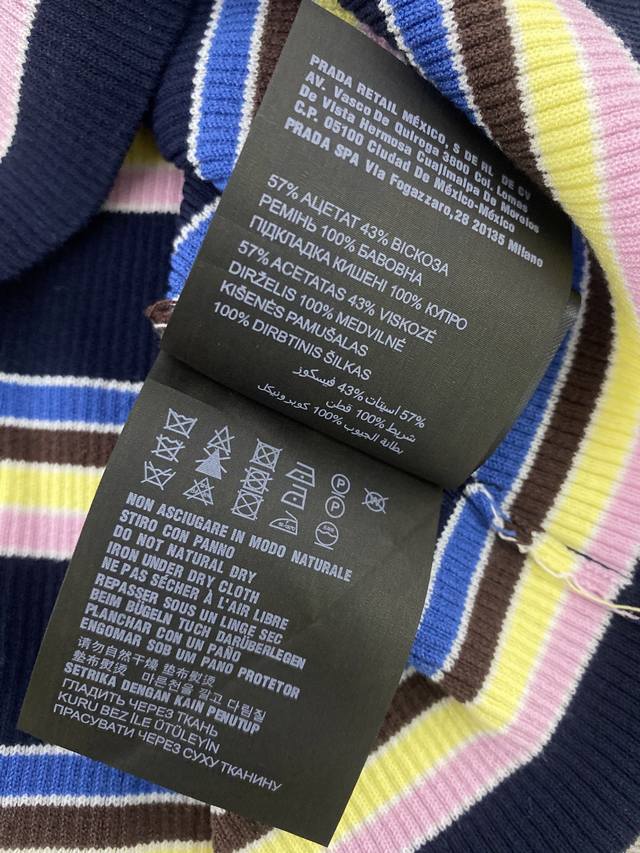 PRADA RETAIL MÉXICO, S DE RL DE CV
AV. Vasco De Quiroga 3800 Col. Lomas
De Vista Hermosa Cuajimalpa De Morelos
C.P. 05100 Ciudad De México-México
PRADA SPA Via Fogazzaro,28 20135 Milano
57% АЦЕТАТ 43% ВІСКОЗА
РЕМІНЬ 100% БАВОВНА
ПІДКЛАДКА КИШЕНІ 100% КУПРО
57% ACETATAS 43% VISKOZĖ
DIRŽELIS 100% MEDVILNĖ
KIŠENĖS PAMUŠALAS
100% DIRBTINIS ŠILKAS
57% اسيتات 43% فيسكوز
شريط 100% قطن
بطانة الجيوب 100% كوبرونيكل
NON ASCIUGARE IN MODO NATURALE
STIRO CON PANNO
DO NOT NATURAL DRY
IRON UNDER DRY CLOTH
NE PAS SÉCHER À L'AIR LIBRE
REPASSER SOUS UN LINGE SEC
BEIM BÜGELN TUCH DARÜBERLEGEN
PLANCHAR CON UN PAÑO
ENGOMAR SOB UM PANO PROTETOR
请勿自然干燥 垫布熨烫
墊布熨燙 마른천을 깔고 다림질
SETRIKA DENGAN KAIN PENUTUP
ГЛАДИТЬ ЧЕРЕЗ ТКАНЬ
KURU BEZ İLE ÜTÜLEYİN
ПРАСУВАТИ ЧЕРЕЗ СУХУ ТКАНИНУ